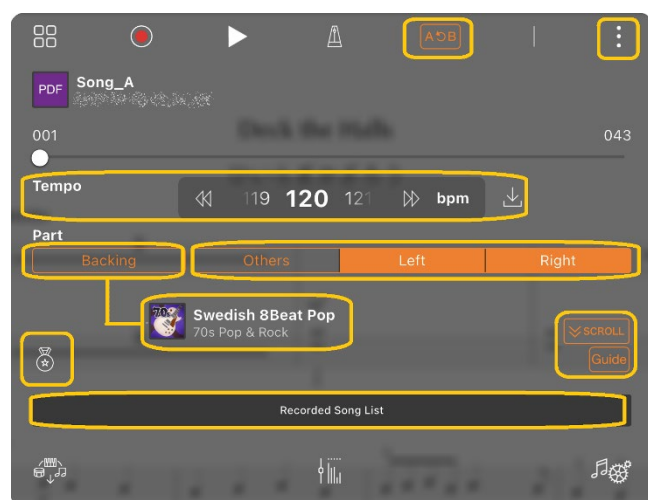 A⮌B
PDF Song_A
Deck the Halls
001 043
Tempo
119 120 121 bpm
Part
Backing Others Left Right
70s Swedish 8Beat Pop
70s Pop & Rock
SCROLL
Guide
Recorded Song List